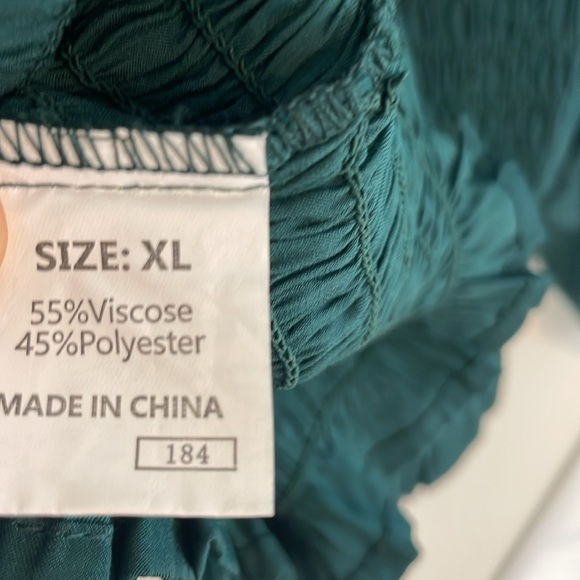 SIZE: XL
55%Viscose
45%Polyester
MADE IN CHINA
184